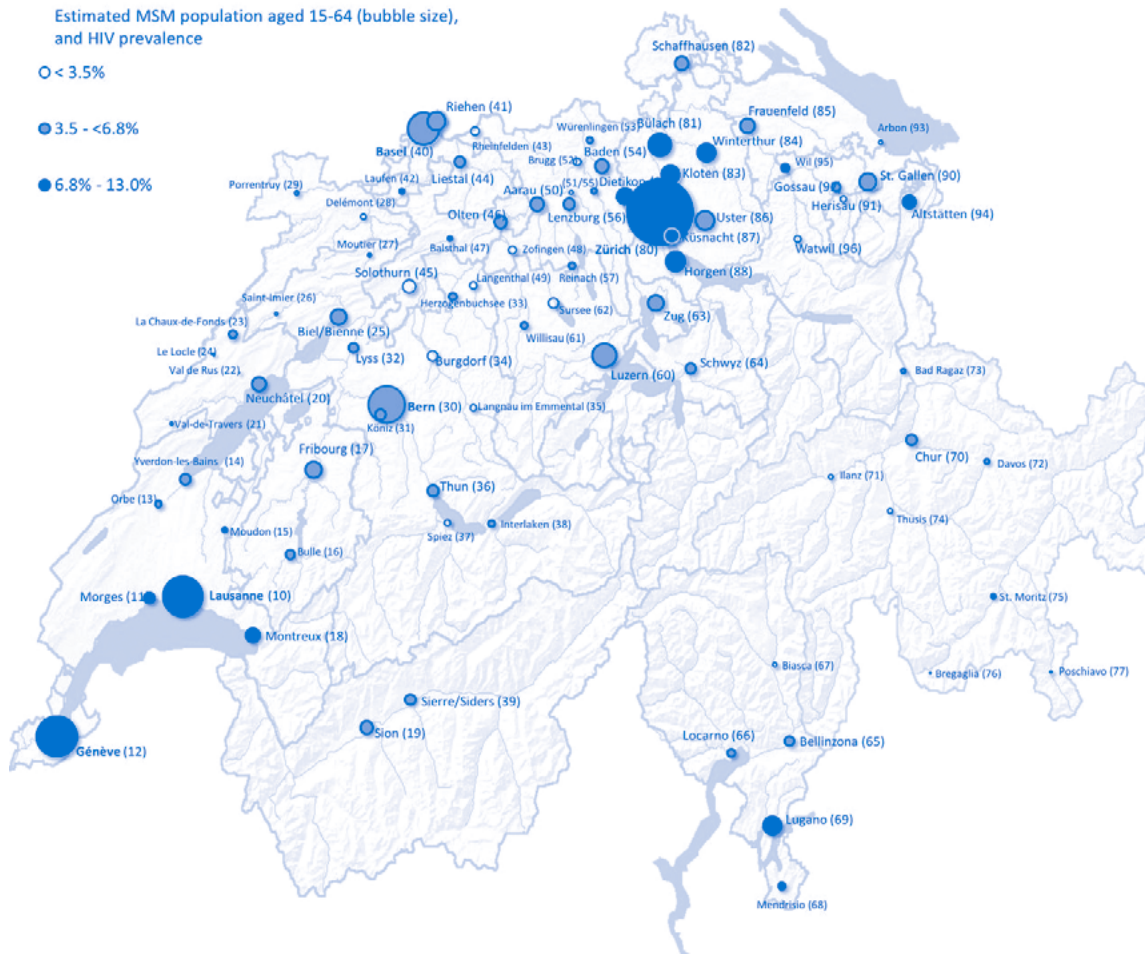 Estimated MSM population aged 15-64 (bubble size),
and HIV prevalence
< 3.5%
3.5 - <6.8%
6.8% - 13.0%
Schaffhausen (82)
Riehen (41)
Basel (40)
Rheinfelden (43)
Würenlingen (53)
Bülach (81)
Frauenfeld (85)
Arbon (93)
Winterthur (84)
Baden (54)
Brugg (52)
Liestal (44)
Kloten (83)
Wil (95)
St. Gallen (90)
Gossau (9
Porrentruy (29)
Laufen (42)
Aarau (50)
(51/55)
Dietikon
Herisau (91)
Delémont (28)
Olten (46)
Lenzburg (56)
Uster (86)
Altstätten (94)
Moutier (27)
Balsthal (47)
Zofingen (48)
Zürich (80)
Küsnacht (87)
Watwil (96)
Solothurn (45)
Reinach (57)
Horgen (88)
Langenthal (49)
Saint-Imier (26)
Herzogenbuchsee (33)
Sursee (62)
Zug (63)
La Chaux-de-Fonds (23)
Biel/Bienne (25)
Willisau (61)
Le Locle (24)
Lyss (32)
Burgdorf (34)
Luzern (60)
Schwyz (64)
Val de Rus (22)
Bad Ragaz (73)
Neuchâtel (20)
Bern (30)
Langnau im Emmental (35)
Val-de-Travers (21)
Köniz (31)
Fribourg (17)
Chur (70)
Yverdon-les-Bains (14)
Davos (72)
Thun (36)
Ilanz (71)
Orbe (13)
Thusis (74)
Moudon (15)
Spiez (37)
Interlaken (38)
Bulle (16)
Morges (11
Lausanne (10)
St. Moritz (75)
Montreux (18)
Biasca (67)
Bregaglia (76)
Poschiavo (77)
Sierre/Siders (39)
Sion (19)
Locarno (66)
Bellinzona (65)
Génève (12)
Lugano (69)
Mendrisio (68)